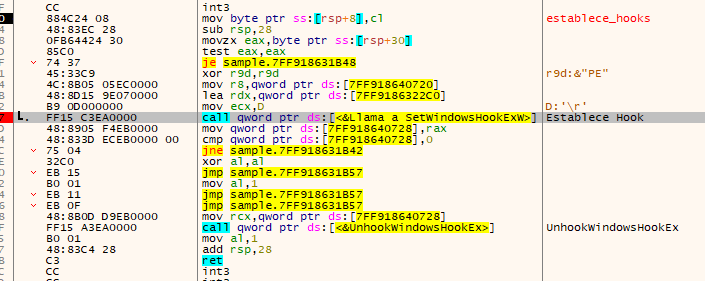 CC int3
884C24 08 mov byte ptr ss:[rsp+8],cl establece_hooks
48:83EC 28 sub rsp,28
0FB64424 30 movzx eax,byte ptr ss:[rsp+30]
85C0 test eax,eax
74 37 je sample.7FF918631B48
45:33C9 xor r9d,r9d r9d:&"PE"
4C:8B05 05EC0000 mov r8,qword ptr ds:[7FF918640720]
48:8D15 9E070000 lea rdx,qword ptr ds:[7FF9186322C0]
B9 0D000000 mov ecx,D D:'\r'
FF15 C3EA0000 call qword ptr ds:[<&Llama a SetWindowsHookExW>] Establece Hook
48:8905 F4EB0000 mov qword ptr ds:[7FF918640728],rax
48:833D ECEB0000 00 cmp qword ptr ds:[7FF918640728],0
75 04 jne sample.7FF918631B42
32C0 xor al,al
EB 15 jmp sample.7FF918631B57
B0 01 mov al,1
EB 11 jmp sample.7FF918631B57
EB 0F jmp sample.7FF918631B57
48:8B0D D9EB0000 mov rcx,qword ptr ds:[7FF918640728]
FF15 A3EA0000 call qword ptr ds:[<&UnhookWindowsHookEx>] UnhookWindowsHookEx
B0 01 mov al,1
48:83C4 28 add rsp,28
C3 ret
CC int3
CC int3